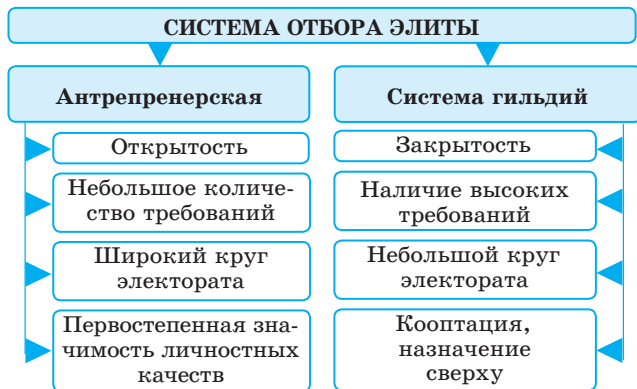 СИСТЕМА ОТБОРА ЭЛИТЫ
Антрепренерская
Открытость
Небольшое количе-
ство требований
Широкий круг
электората
Первостепенная зна-
чимость личностных
качеств
Система гильдий
Закрытость
Наличие высоких
требований
Небольшой круг
электората
Кооптация,
назначение
сверху